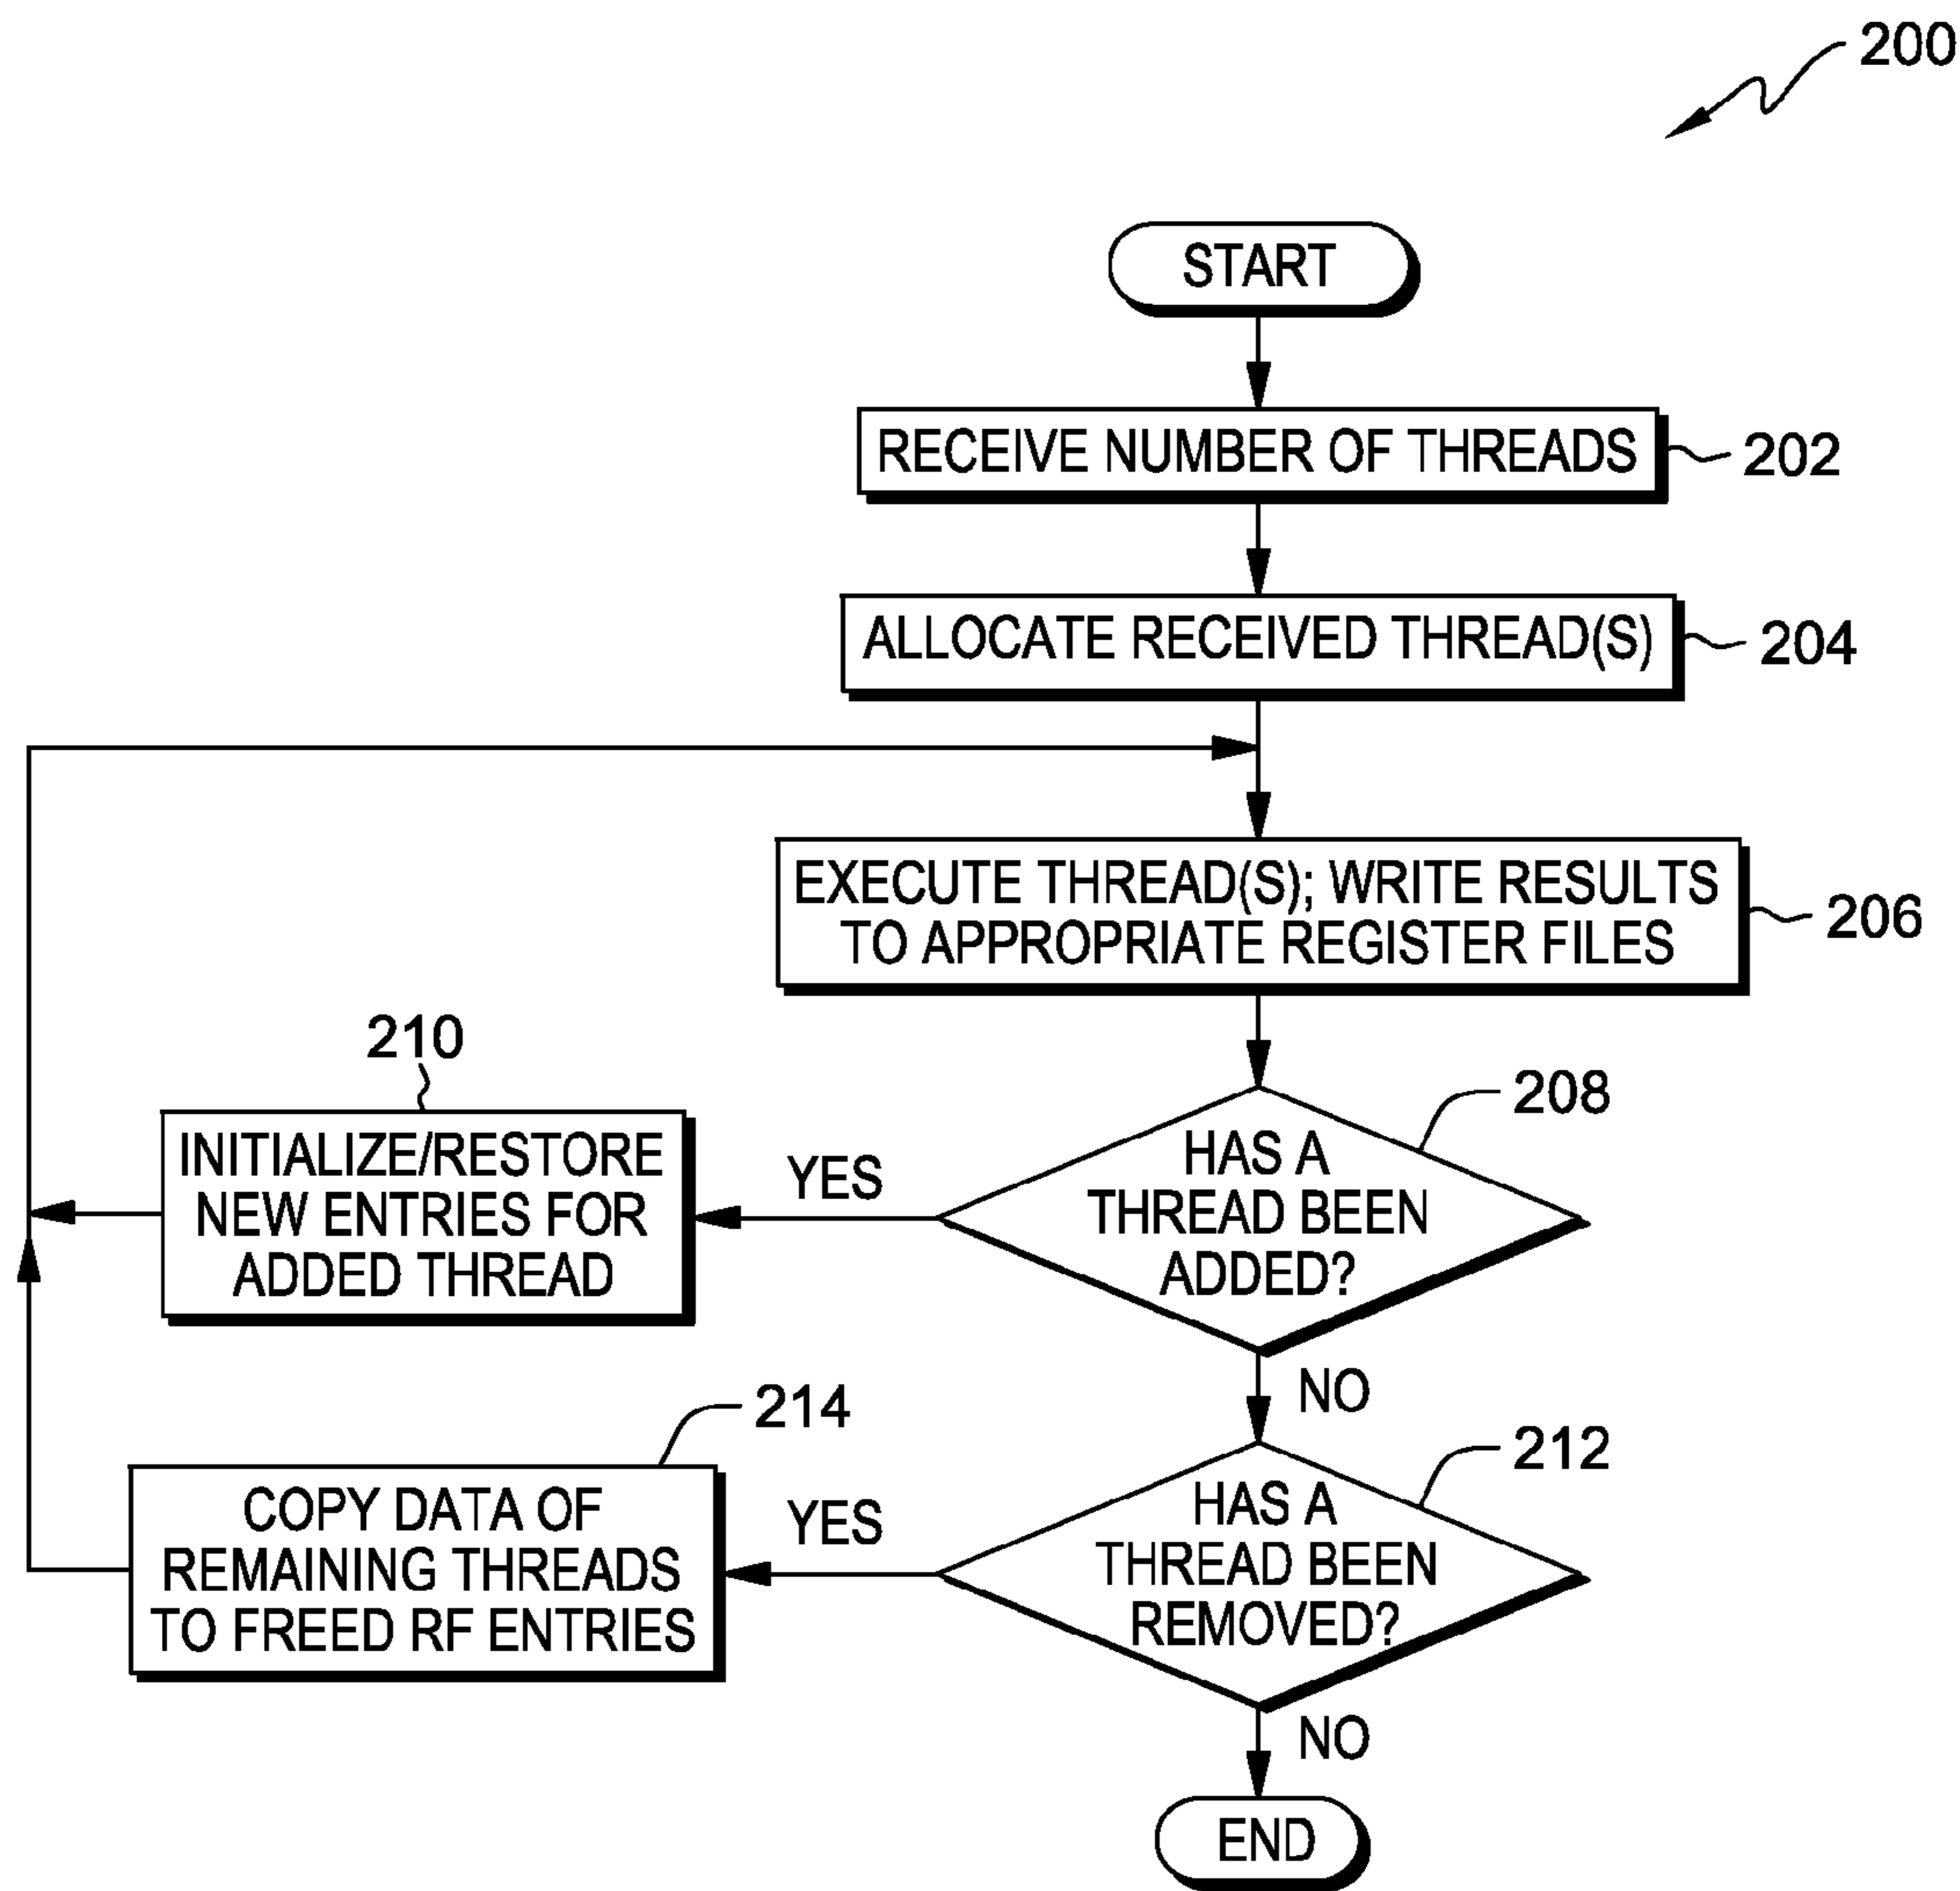 200
START
RECEIVE NUMBER OF THREADS
202
ALLOCATE RECEIVED THREAD(S)
204
EXECUTE THREAD(S); WRITE RESULTS
TO APPROPRIATE REGISTER FILES
206
208
HAS A
THREAD BEEN
ADDED?
YES
210
INITIALIZE/RESTORE
NEW ENTRIES FOR
ADDED THREAD
NO
212
HAS A
THREAD BEEN
REMOVED?
YES
214
COPY DATA OF
REMAINING THREADS
TO FREED RF ENTRIES
NO
END